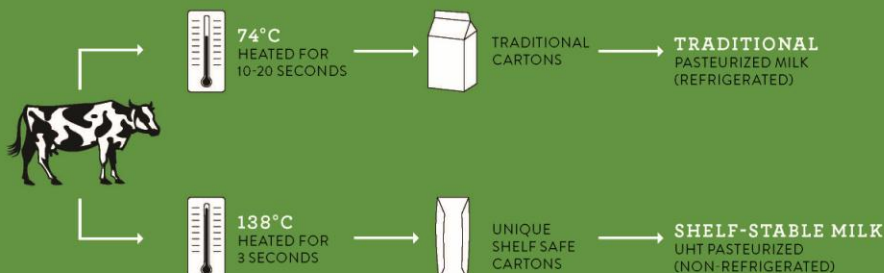 74°C
HEATED FOR
10-20 SECONDS
TRADITIONAL
CARTONS
TRADITIONAL
PASTEURIZED MILK
(REFRIGERATED)
138°C
HEATED FOR
3 SECONDS
UNIQUE
SHELF SAFE
CARTONS
SHELF-STABLE MILK
UHT PASTEURIZED
(NON-REFRIGERATED)